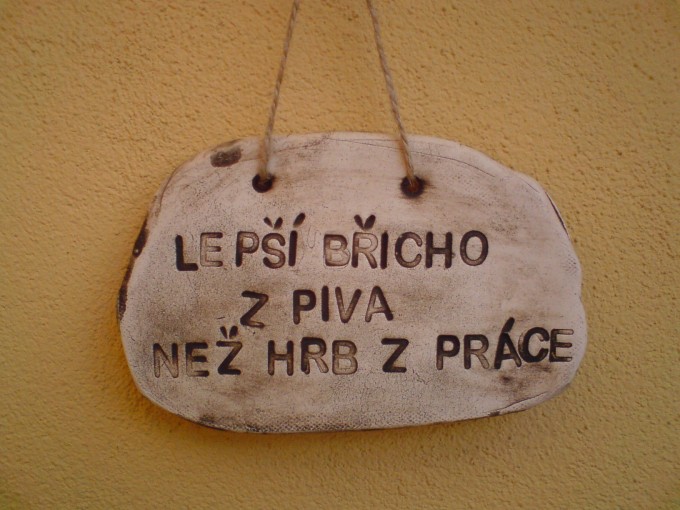 LEPŠÍ BŘICHO
Z PIVA
NEŽ HRB Z PRÁCE